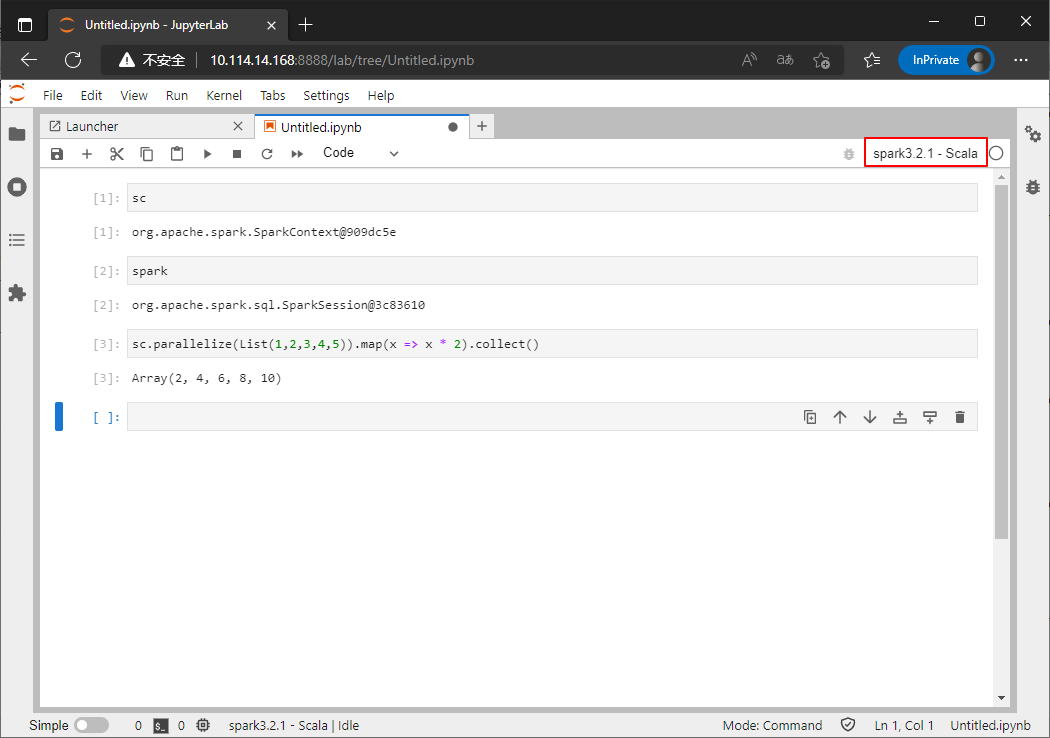 Untitled.ipynb - JupyterLab
不安全 10.114.14.168:8888/lab/tree/Untitled.ipynb InPrivate
File Edit View Run Kernel Tabs Settings Help
Launcher Untitled.ipynb
Code spark3.2.1 - Scala
[1]: sc
[1]: org.apache.spark.SparkContext@909dc5e
[2]: spark
[2]: org.apache.spark.sql.SparkSession@3c83610
[3]: sc.parallelize(List(1,2,3,4,5)).map(x => x * 2).collect()
[3]: Array(2, 4, 6, 8, 10)
[ ]:
Simple 0 $_ 0 spark3.2.1 - Scala | Idle Mode: Command Ln 1, Col 1 Untitled.ipynb